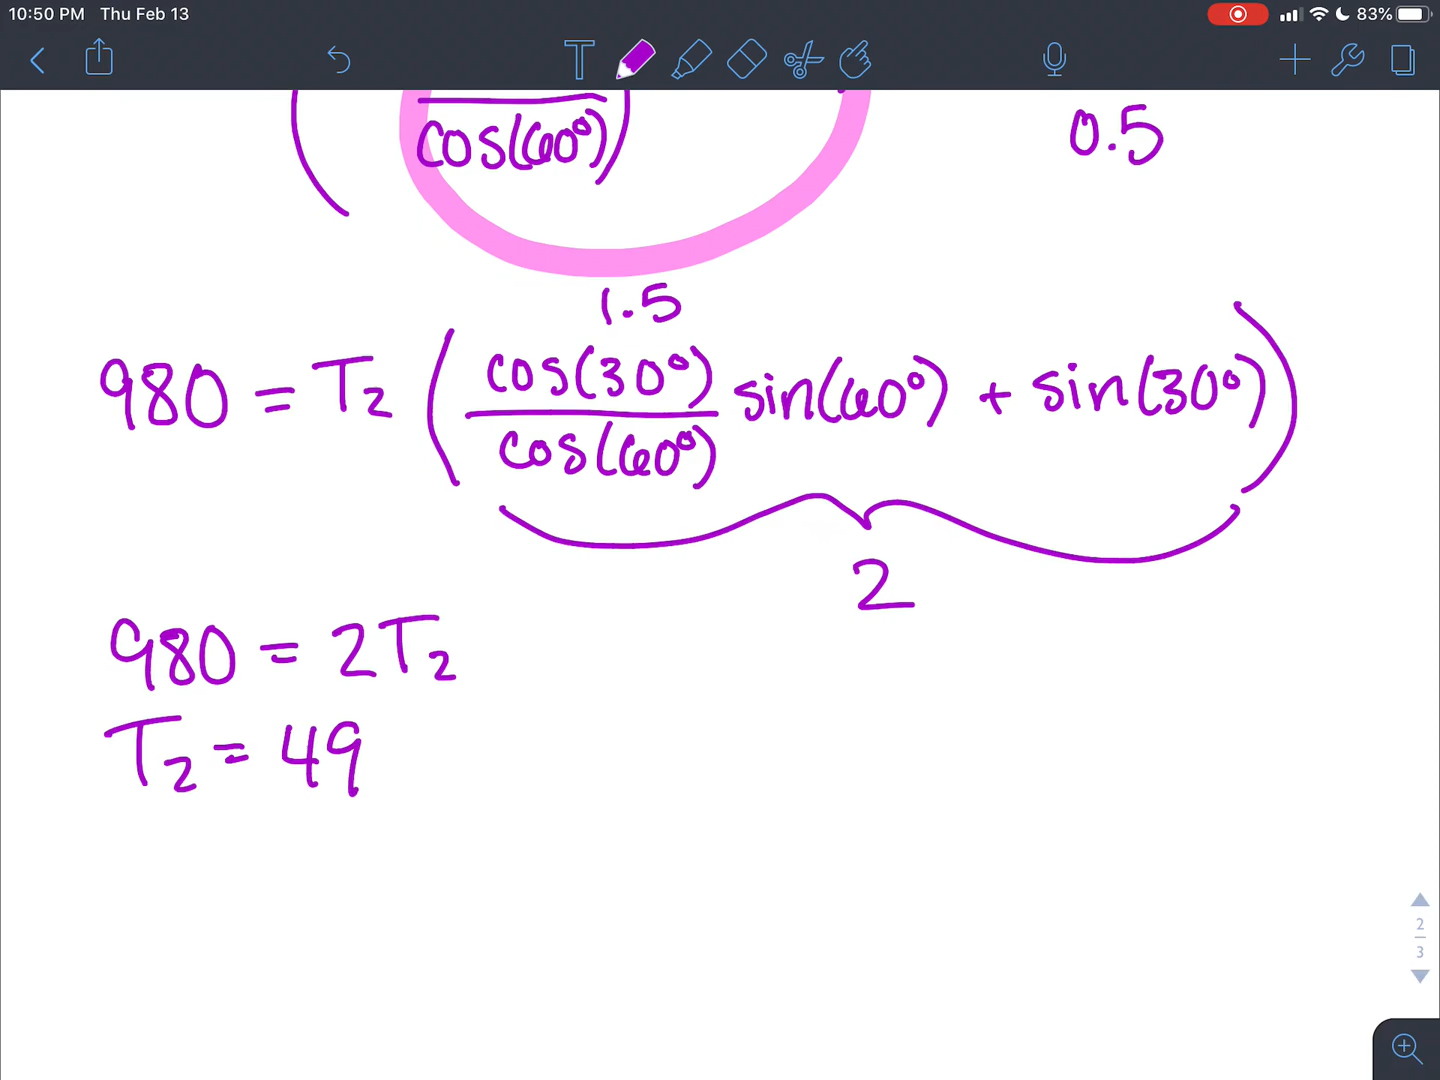 10:50 PM Thu Feb 13 83%
T
cos(60°)
0.5
1.5
980 = T₂ ( cos(30°) / cos(60°) sin(60°) + sin(30°) )
2
980 = 2T₂
T₂ = 49
2
3